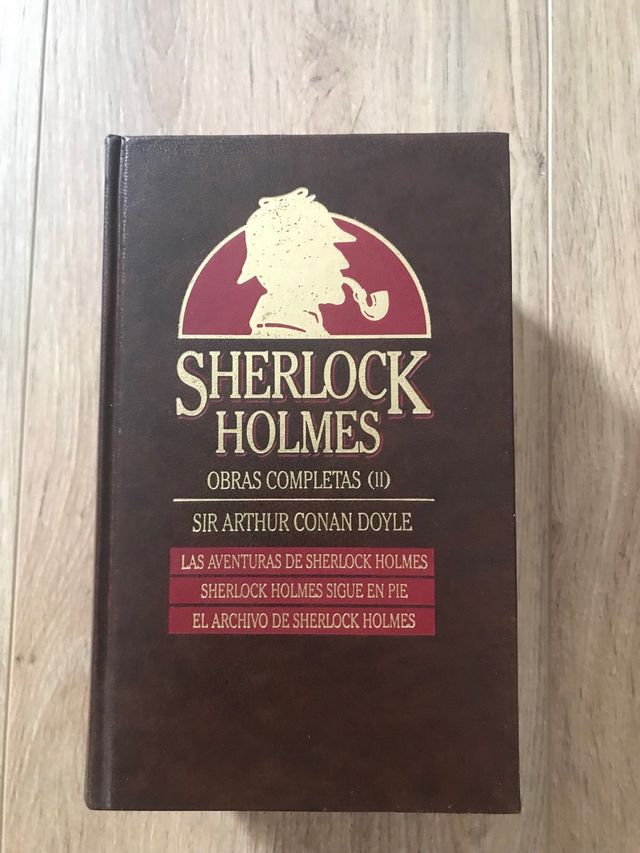 SHERLOCK
HOLMES
OBRAS COMPLETAS (II)
SIR ARTHUR CONAN DOYLE
LAS AVENTURAS DE SHERLOCK HOLMES
SHERLOCK HOLMES SIGUE EN PIE
EL ARCHIVO DE SHERLOCK HOLMES